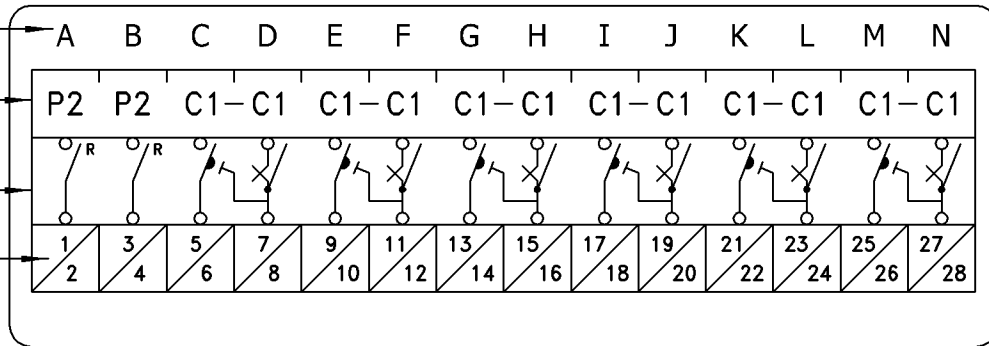 A B C D E F G H I J K L M N
P2 P2 C1-C1 C1-C1 C1-C1 C1-C1 C1-C1 C1-C1
R R
1 3 5 7 9 11 13 15 17 19 21 23 25 27
2 4 6 8 10 12 14 16 18 20 22 24 26 28